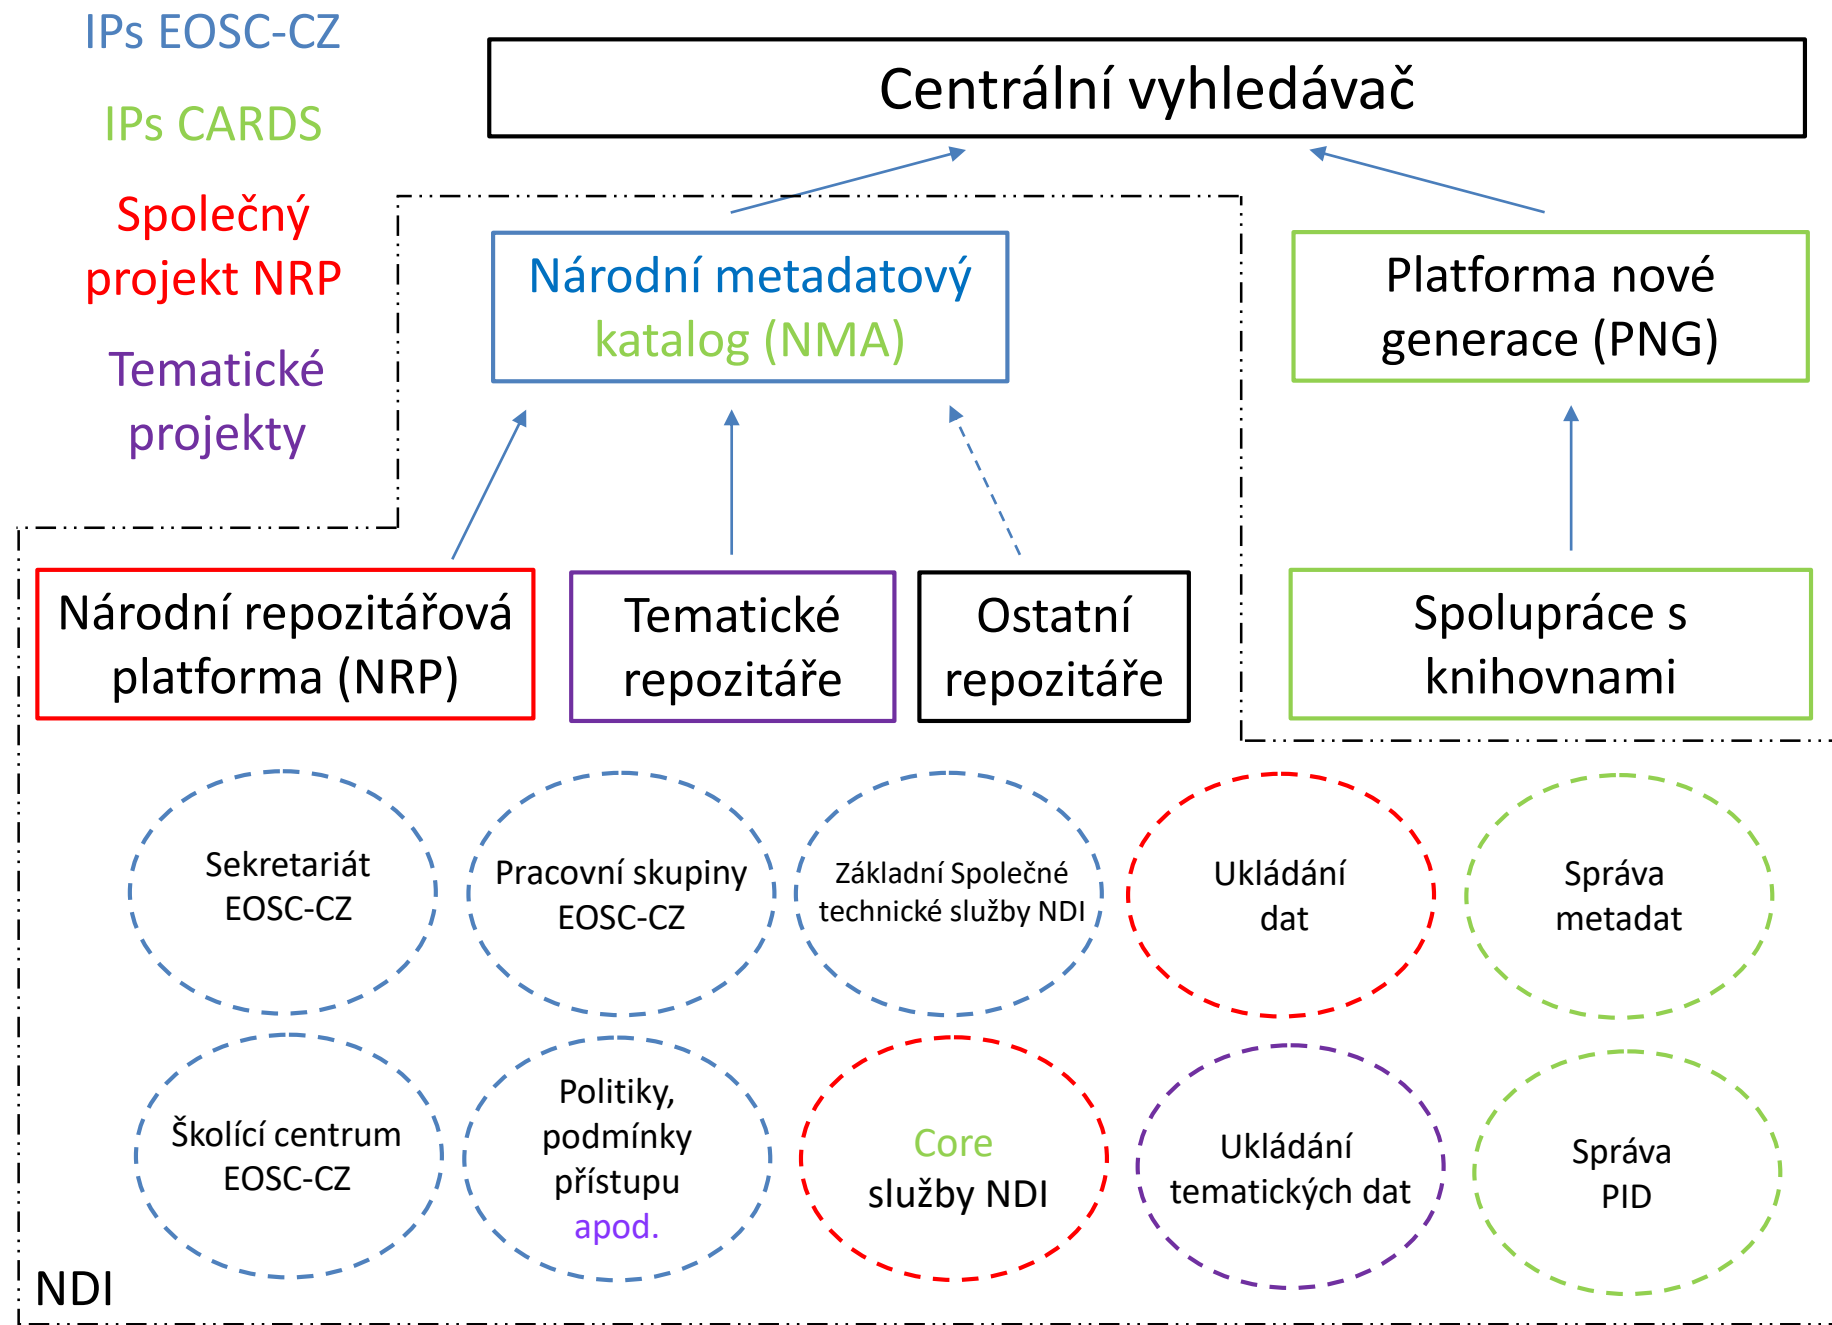 IPs EOSC-CZ
IPs CARDS
Společný
projekt NRP
Tematické
projekty
Centrální vyhledávač
Národní metadatový
katalog (NMA)
Platforma nové
generace (PNG)
Národní repozitářová
platforma (NRP)
Tematické
repozitáře
Ostatní
repozitáře
Spolupráce s
knihovnami
Sekretariát
EOSC-CZ
Pracovní skupiny
EOSC-CZ
Základní Společné
technické služby NDI
Ukládání
dat
Správa
metadat
Školící centrum
EOSC-CZ
Politiky,
podmínky
přístupu
apod.
Core
služby NDI
Ukládání
tematických dat
Správa
PID
NDI